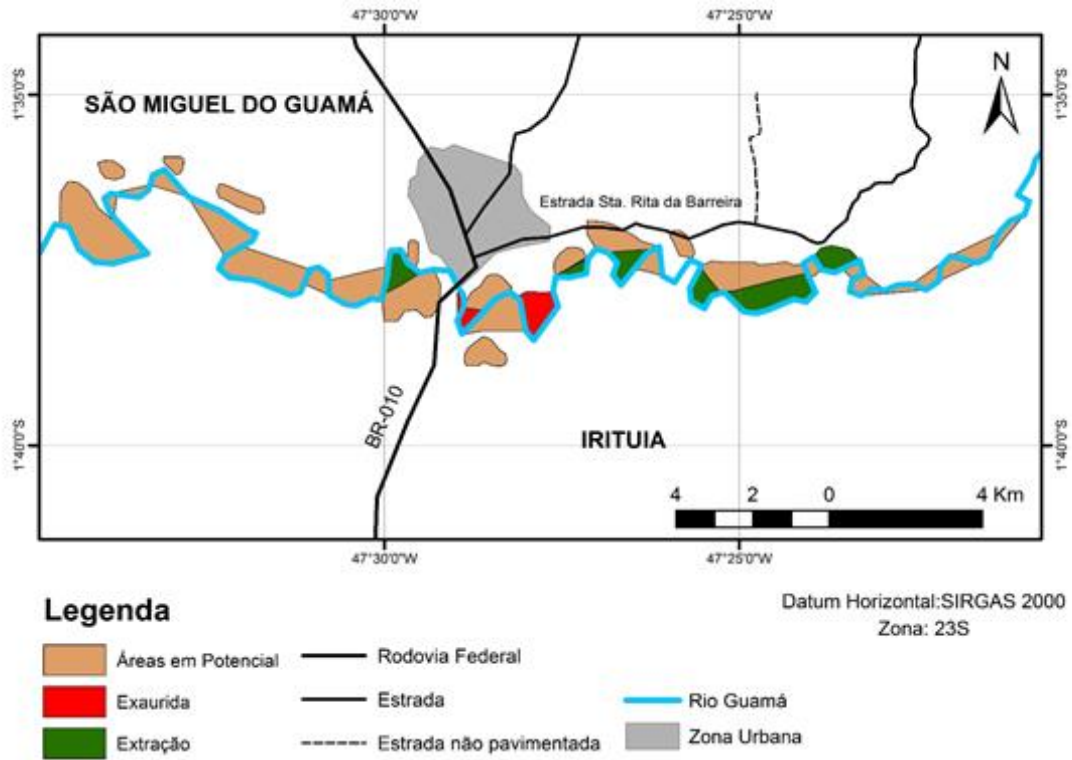 47°30'0"W
47°25'0"W
N
1°35'0"S
1°35'0"S
SÃO MIGUEL DO GUAMÁ
Estrada Sta. Rita da Barreira
BR-010
IRITUIA
1°40'0"S
1°40'0"S
4 2 0 4 Km
47°30'0"W
47°25'0"W
Legenda
Datum Horizontal:SIRGAS 2000
Zona: 23S
Áreas em Potencial
Rodovia Federal
Exaurida
Estrada
Rio Guamá
Extração
Estrada não pavimentada
Zona Urbana